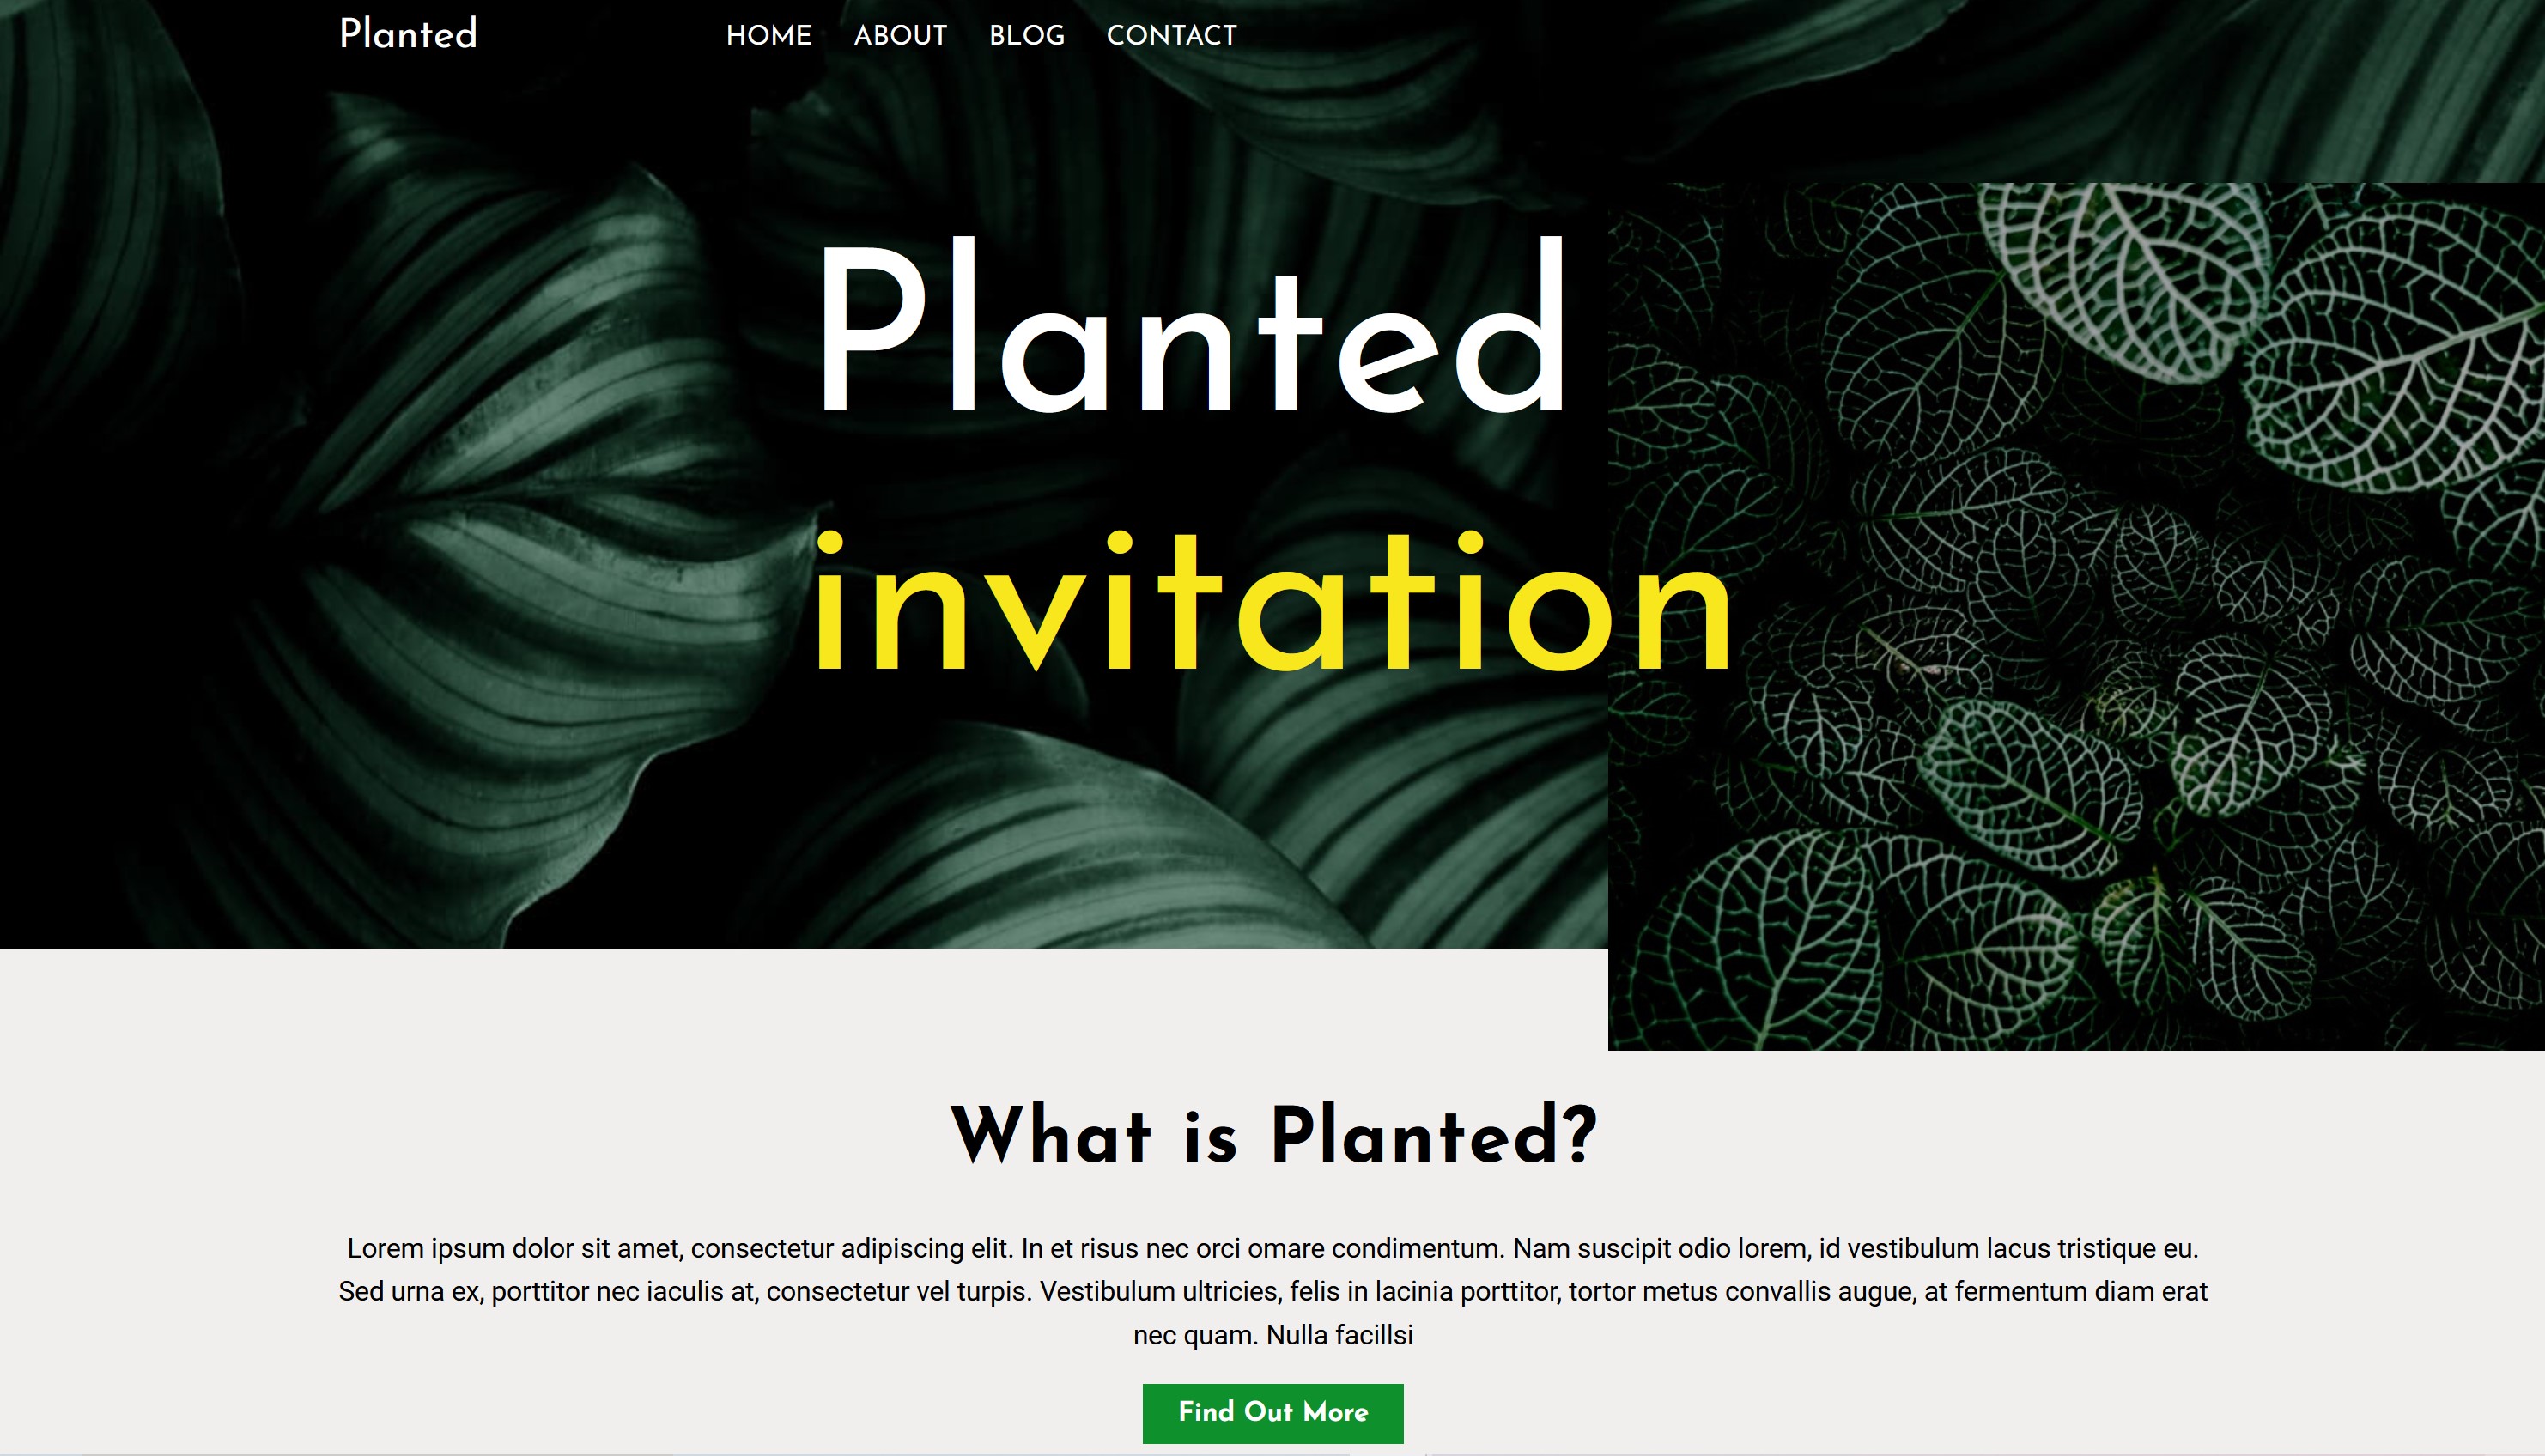 Planted
HOME ABOUT BLOG CONTACT
Planted
invitation
What is Planted?
Lorem ipsum dolor sit amet, consectetur adipiscing elit. In et risus nec orci omare condimentum. Nam suscipit odio lorem, id vestibulum lacus tristique eu.
Sed urna ex, porttitor nec iaculis at, consectetur vel turpis. Vestibulum ultricies, felis in lacinia porttitor, tortor metus convallis augue, at fermentum diam erat
nec quam. Nulla facillsi
Find Out More